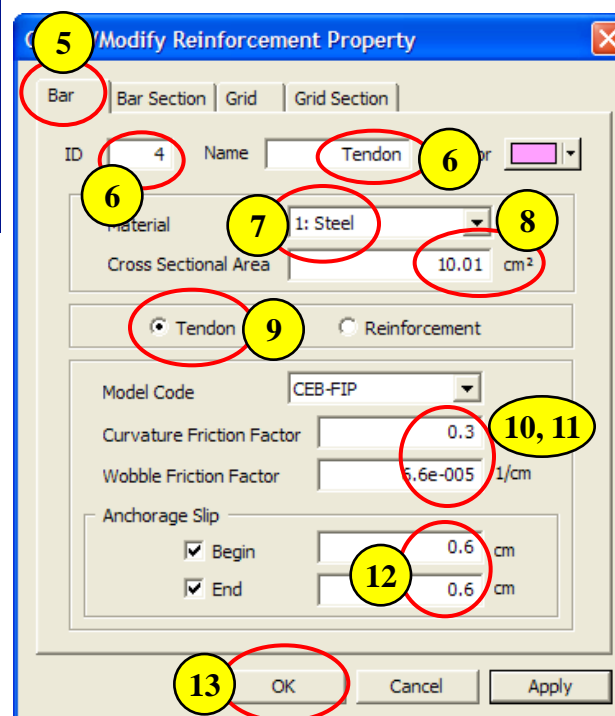 5 /Modify Reinforcement Property
Bar Bar Section Grid Grid Section
ID 4 Name Tendon 6 or
6
Material 7 1: Steel 8
Cross Sectional Area 10.01 cm²
Tendon 9 Reinforcement
Model Code CEB-FIP
Curvature Friction Factor 0.3 10, 11
Wobble Friction Factor 6.6e-005 1/cm
Anchorage Slip
Begin 0.6 cm
12
End 0.6 cm
13 OK Cancel Apply